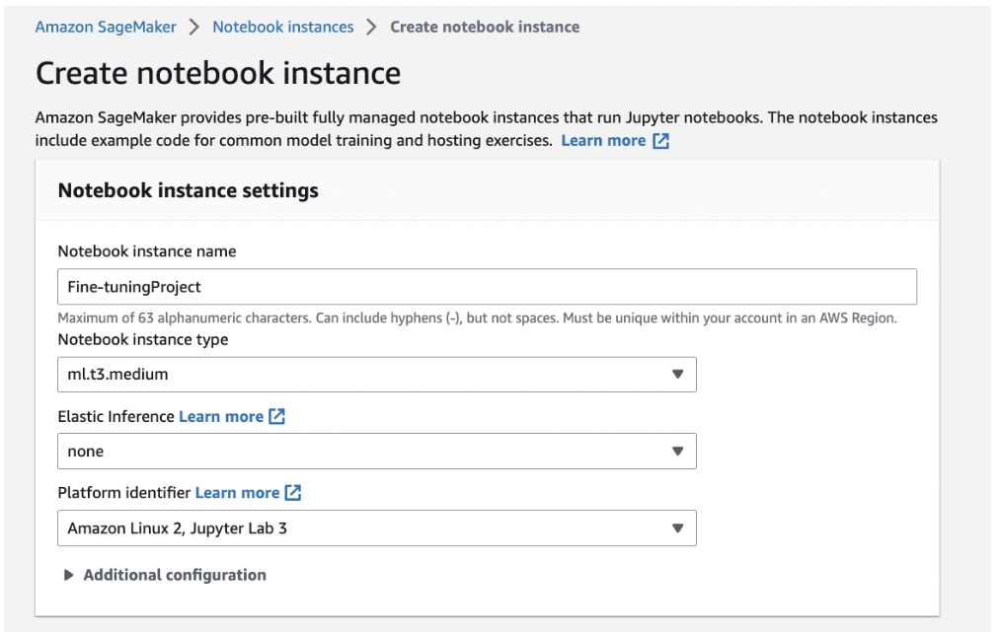 Amazon SageMaker > Notebook instances > Create notebook instance
Create notebook instance
Amazon SageMaker provides pre-built fully managed notebook instances that run Jupyter notebooks. The notebook instances
include example code for common model training and hosting exercises. Learn more
Notebook instance settings
Notebook instance name
Fine-tuningProject
Maximum of 63 alphanumeric characters. Can include hyphens (-), but not spaces. Must be unique within your account in an AWS Region.
Notebook instance type
ml.t3.medium
Elastic Inference Learn more
none
Platform identifier Learn more
Amazon Linux 2, Jupyter Lab 3
Additional configuration